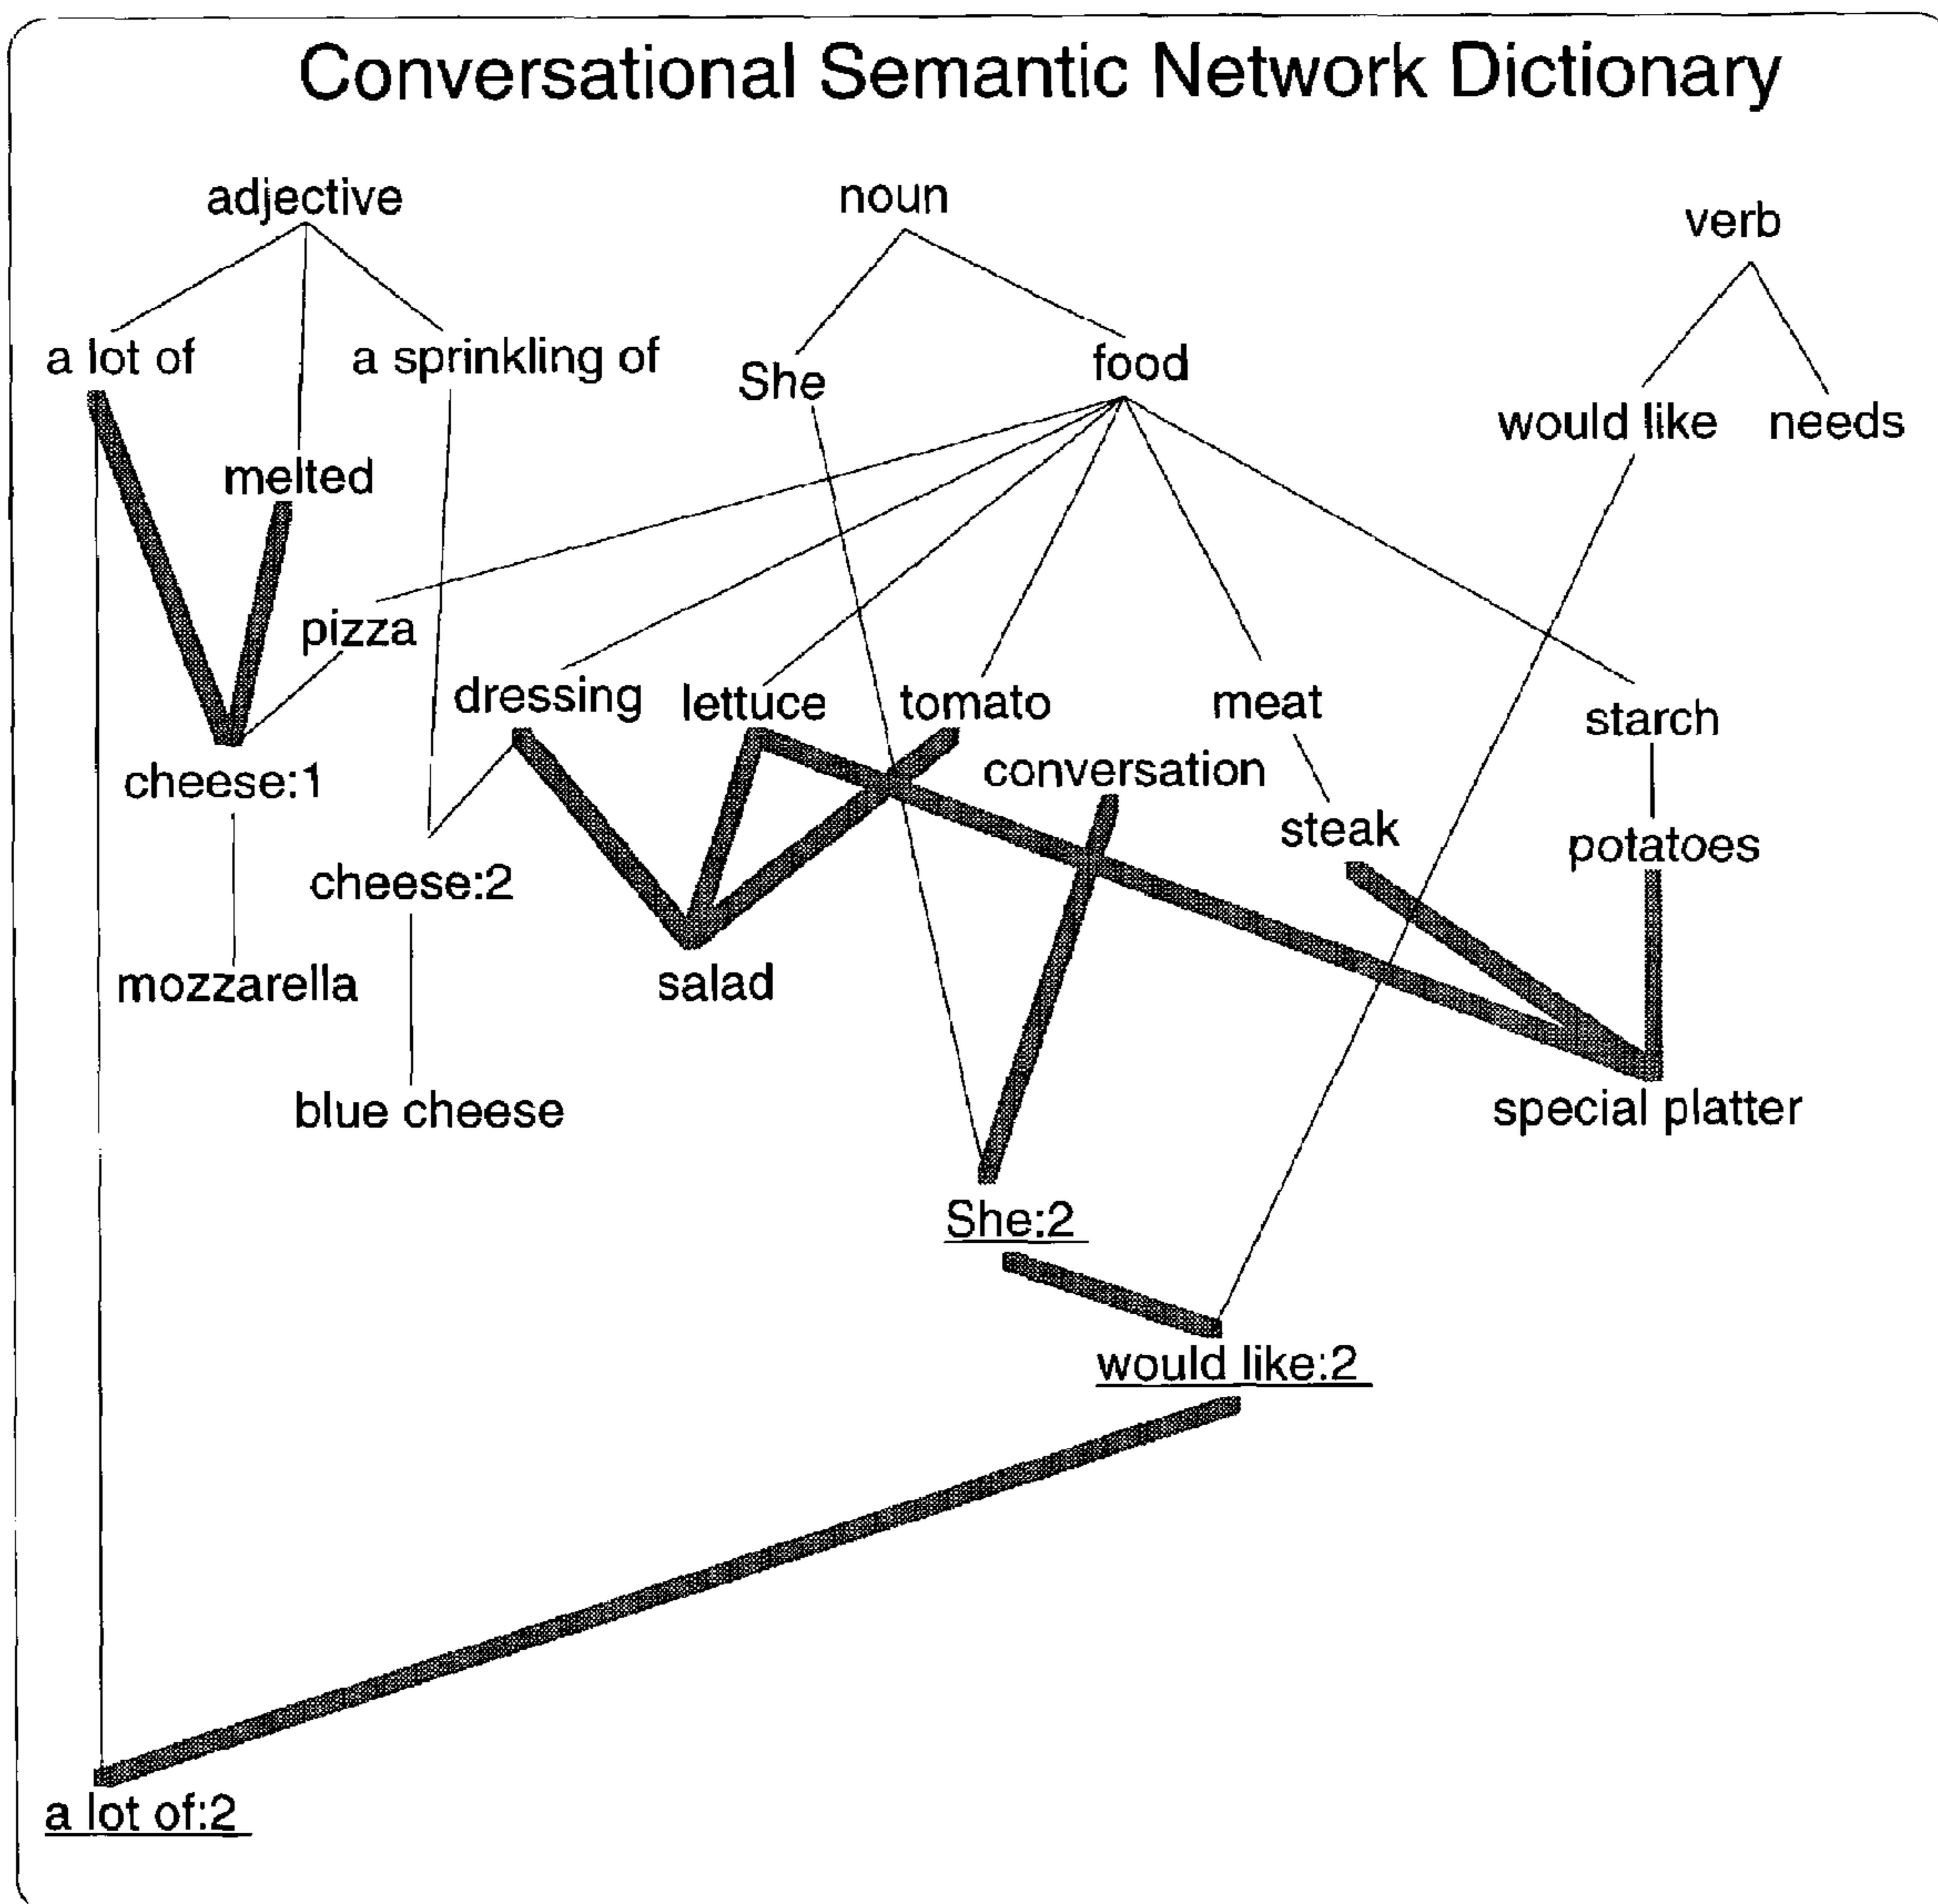 Conversational Semantic Network Dictionary
adjective
noun
verb
a lot of
a sprinkling of
She
food
would like
needs
melted
pizza
dressing
lettuce
tomato
meat
starch
cheese:1
conversation
steak
potatoes
cheese:2
mozzarella
salad
blue cheese
special platter
She:2
would like:2
a lot of:2